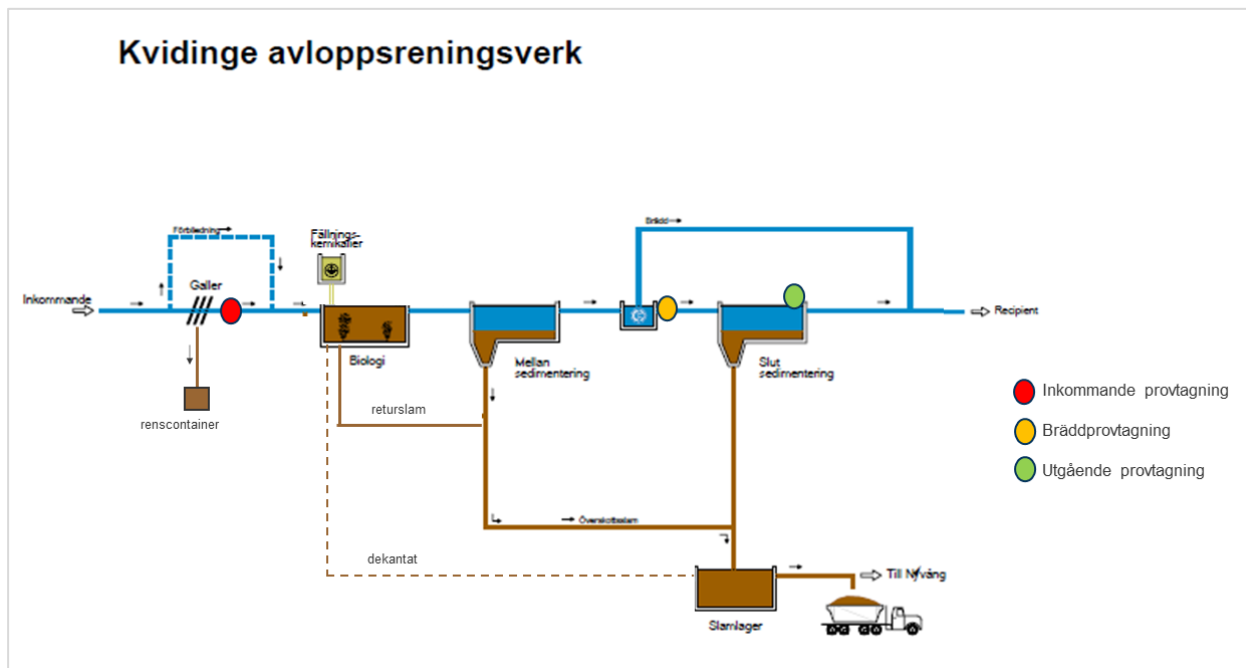 Kvidinge avloppsreningsverk
Förbiledning
Brädd
Fällnings-
kemikalier
Galler
Inkommande
Recipient
Biologi
Mellan
sedimentering
Slut
sedimentering
Inkommande provtagning
returslam
renscontainer
Bräddprovtagning
Utgående provtagning
Överskottsslam
dekantat
Till Nyvång
Slamlager